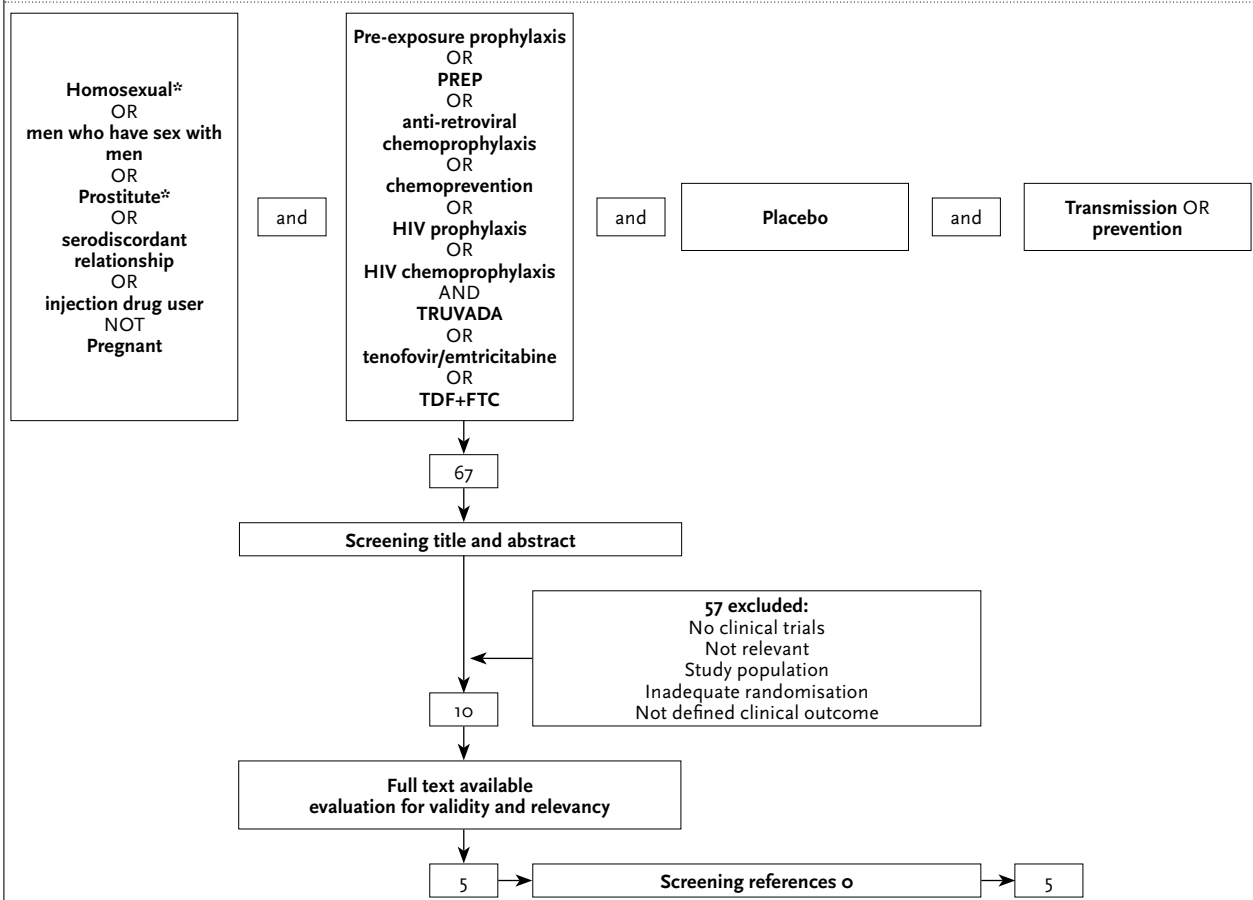 Homosexual*
OR
men who have sex with
men
OR
Prostitute*
OR
serodiscordant
relationship
OR
injection drug user
NOT
Pregnant
and
Pre-exposure prophylaxis
OR
PREP
OR
anti-retroviral
chemoprophylaxis
OR
chemoprevention
OR
HIV prophylaxis
OR
HIV chemoprophylaxis
AND
TRUVADA
OR
tenofovir/emtricitabine
OR
TDF+FTC
and
Placebo
and
Transmission OR
prevention
67
Screening title and abstract
57 excluded:
No clinical trials
Not relevant
Study population
Inadequate randomisation
Not defined clinical outcome
10
Full text available
evaluation for validity and relevancy
5
Screening references 0
5